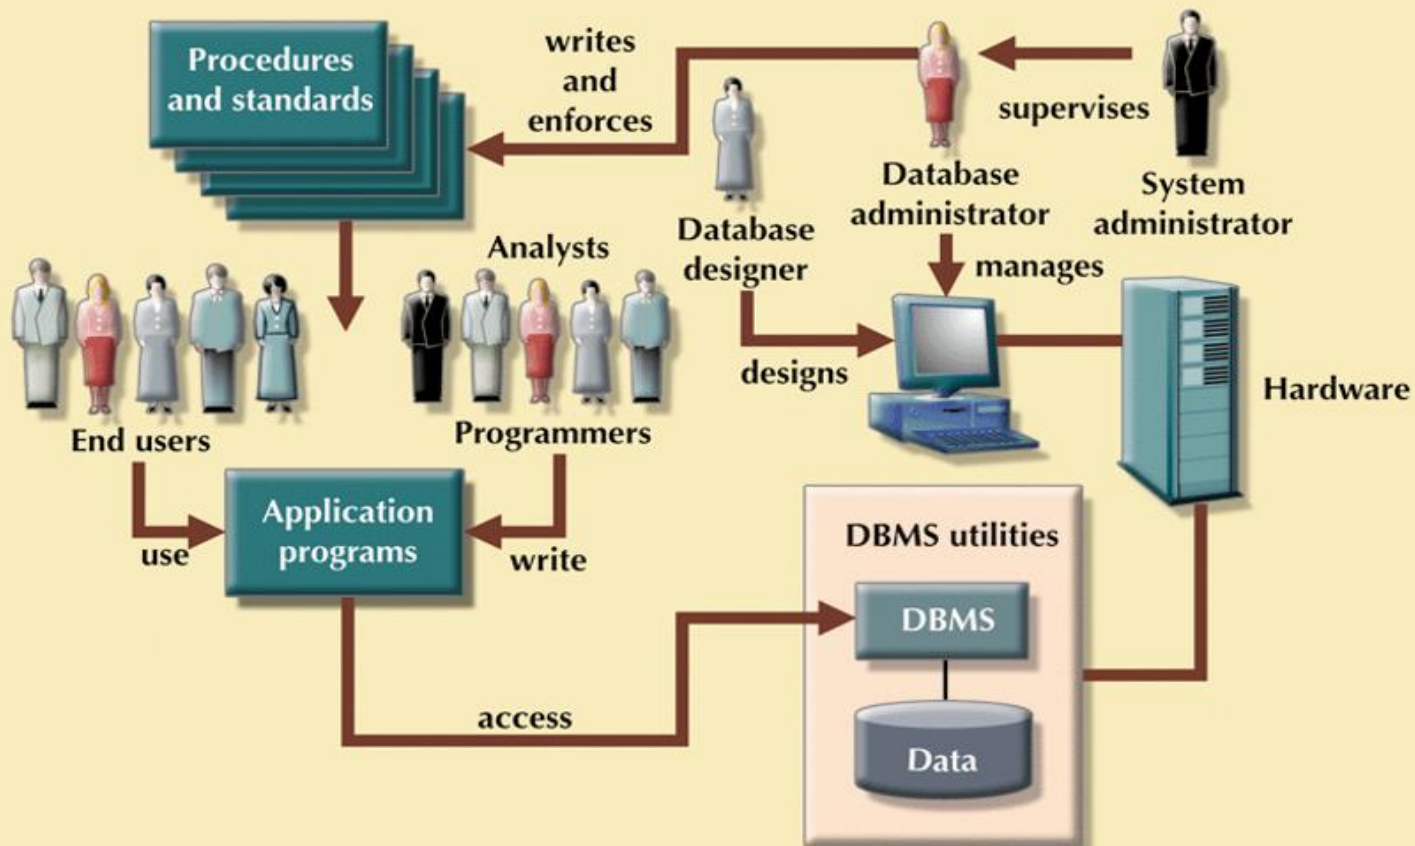 Procedures
and standards
writes
and
enforces
supervises
Database
administrator
System
administrator
Database
designer
manages
Analysts
designs
Hardware
End users
Programmers
Application
programs
use
write
DBMS utilities
DBMS
access
Data